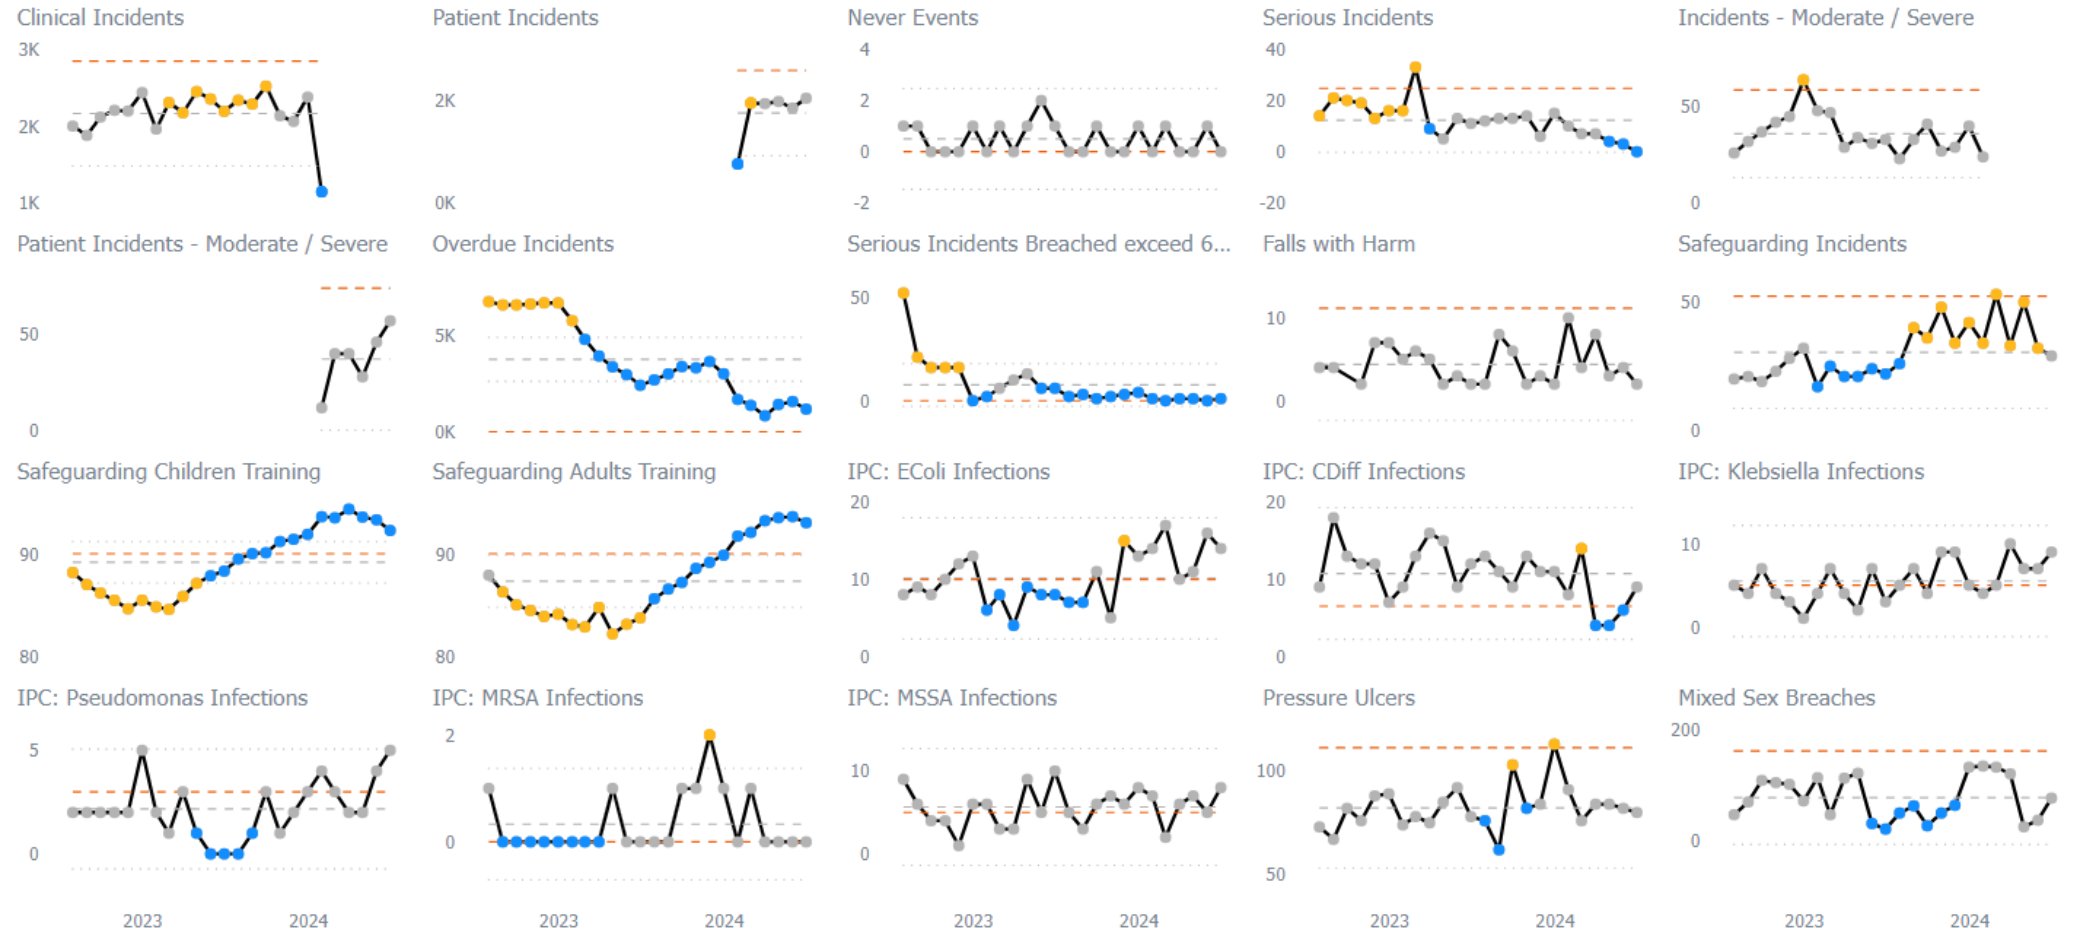 Clinical Incidents
3K
2K
1K
Patient Incidents
2K
0K
Never Events
4
2
0
-2
Serious Incidents
40
20
0
-20
Incidents - Moderate / Severe
50
0
Patient Incidents - Moderate / Severe
50
0
Overdue Incidents
5K
0K
Serious Incidents Breached exceed 6...
50
0
Falls with Harm
10
0
Safeguarding Incidents
50
0
Safeguarding Children Training
90
80
Safeguarding Adults Training
90
80
IPC: EColi Infections
20
10
0
IPC: CDiff Infections
20
10
0
IPC: Klebsiella Infections
10
0
IPC: Pseudomonas Infections
5
0
2023 2024
IPC: MRSA Infections
2
0
2023 2024
IPC: MSSA Infections
10
0
2023 2024
Pressure Ulcers
100
50
2023 2024
Mixed Sex Breaches
200
0
2023 2024